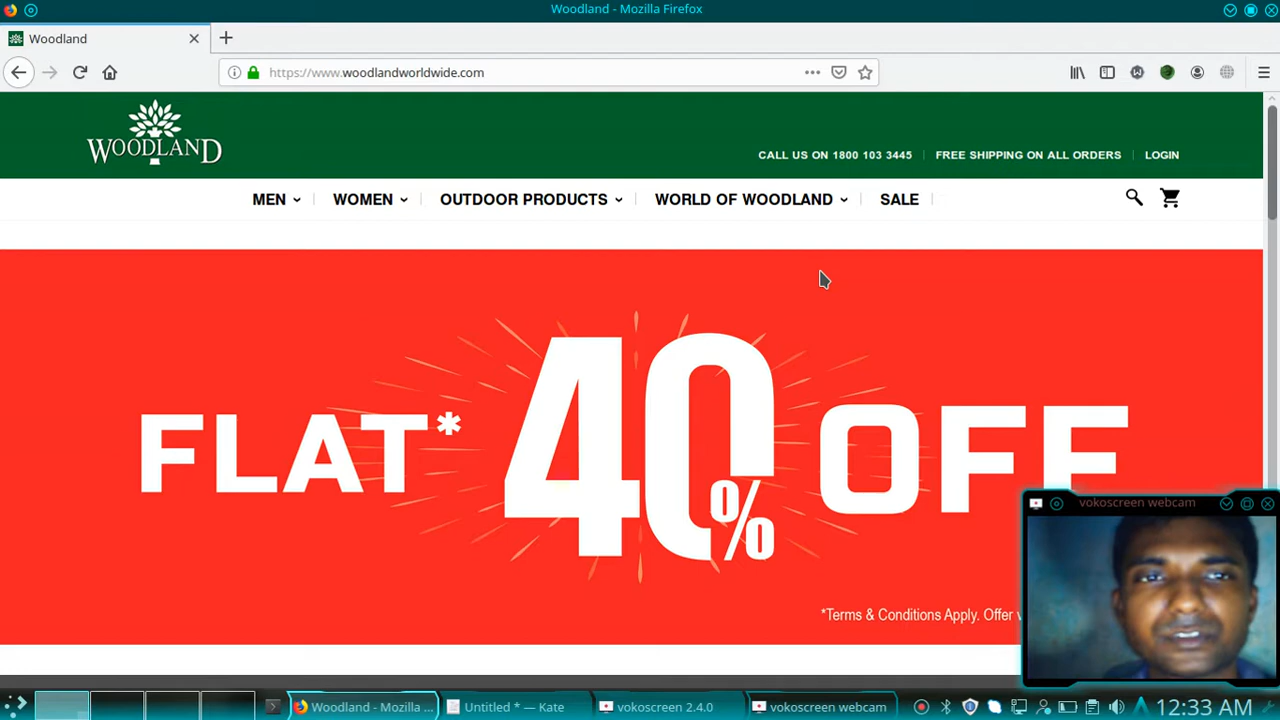 Woodland - Mozilla Firefox
Woodland
https://www.woodlandworldwide.com
WOODLAND
CALL US ON 1800 103 3445
FREE SHIPPING ON ALL ORDERS
LOGIN
MEN
WOMEN
OUTDOOR PRODUCTS
WORLD OF WOODLAND
SALE
FLAT* 40% OFF
*Terms & Conditions Apply. Offer
vokoscreen webcam
Woodland - Mozilla ...
Untitled * — Kate
vokoscreen 2.4.0
vokoscreen webcam
12:33 AM